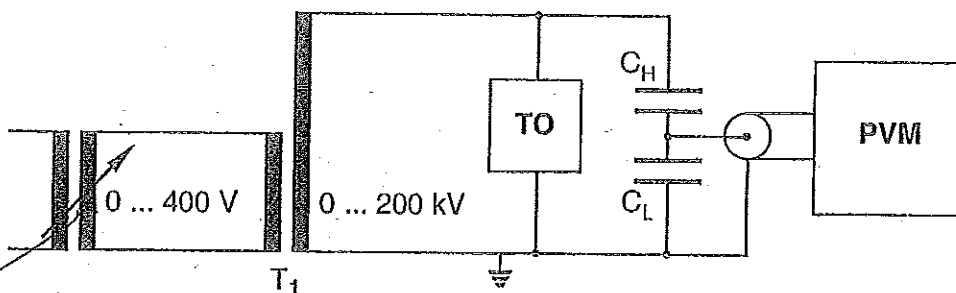 C_H
TO
PVM
0 ... 400 V
0 ... 200 kV
C_L
T_1